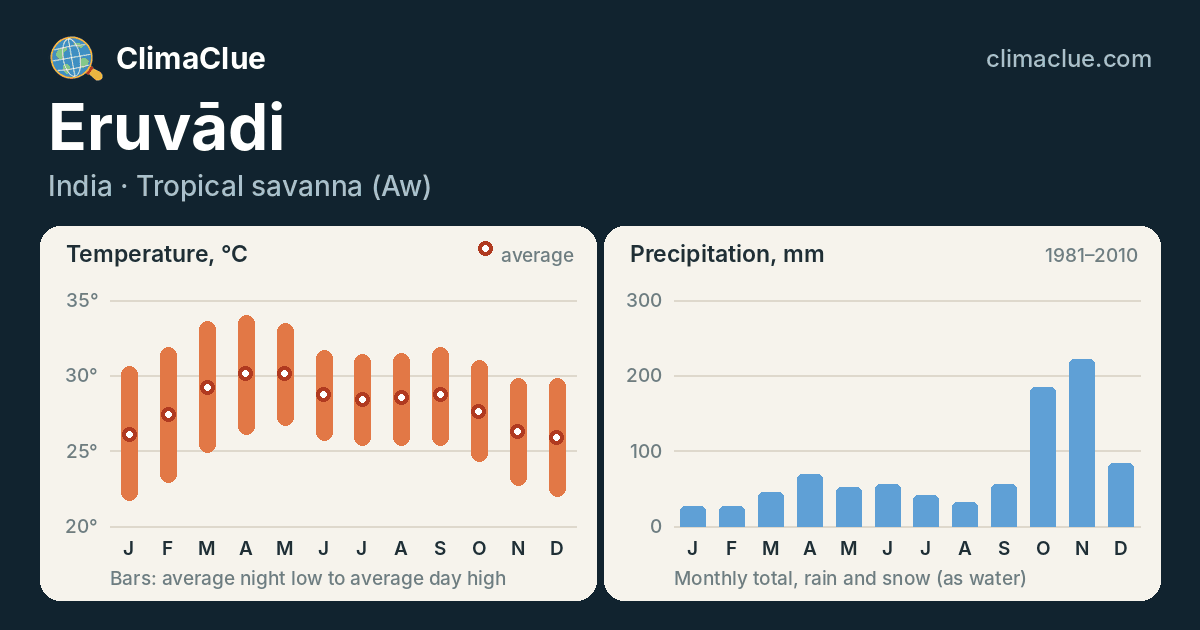 ClimaClue
climaclue.com
Eruvādi
India · Tropical savanna (Aw)
Temperature, °C
average
35°
30°
25°
20°
J F M A M J J A S O N D
Bars: average night low to average day high
Precipitation, mm
1981–2010
300
200
100
0
J F M A M J J A S O N D
Monthly total, rain and snow (as water)